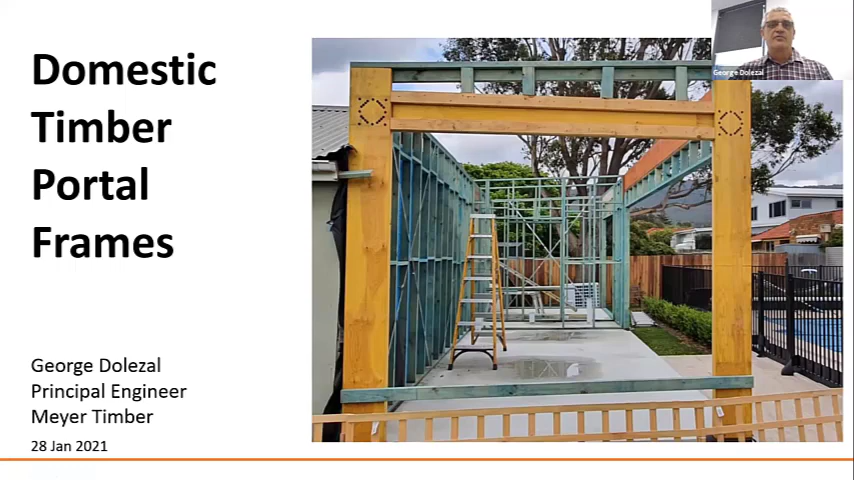 Domestic
Timber
Portal
Frames
George Dolezal
Principal Engineer
Meyer Timber
28 Jan 2021
George Dolezal